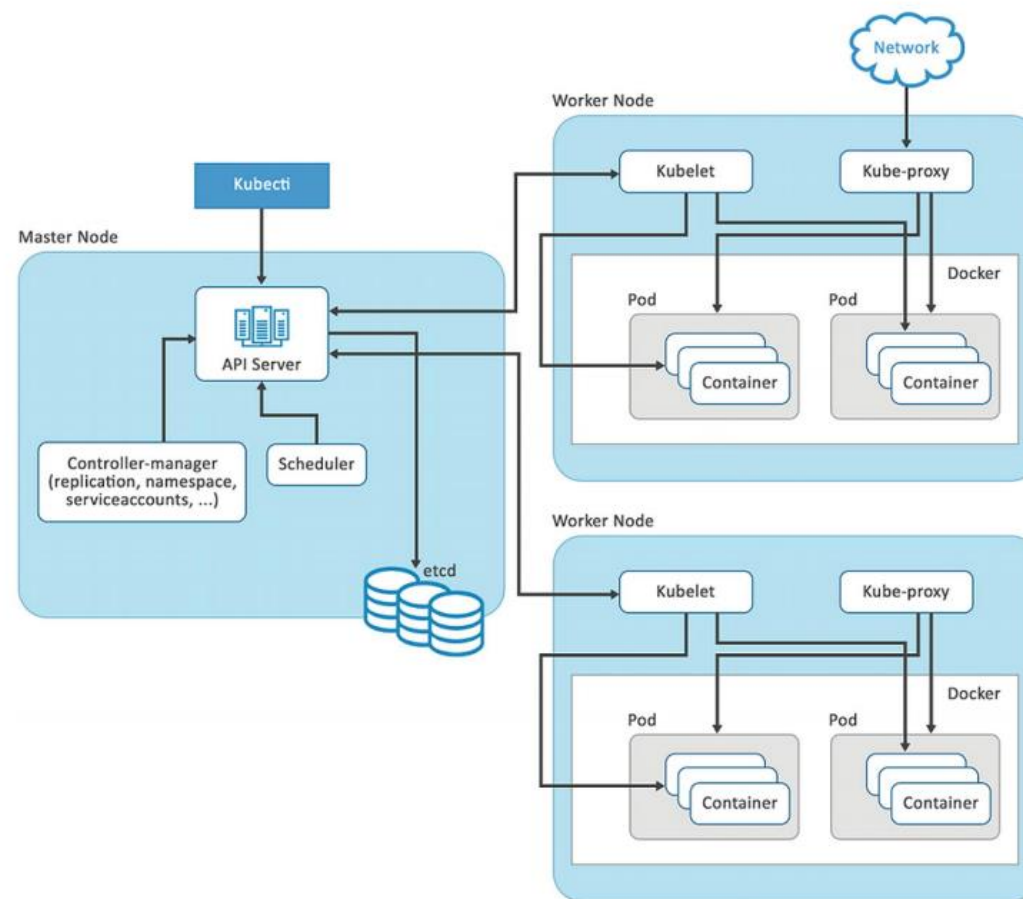 Network
Worker Node
Kubelet
Kube-proxy
Kubecti
Master Node
Docker
Pod
Pod
API Server
Container
Container
Controller-manager
(replication, namespace,
serviceaccounts, ...)
Scheduler
Worker Node
etcd
Kubelet
Kube-proxy
Docker
Pod
Pod
Container
Container